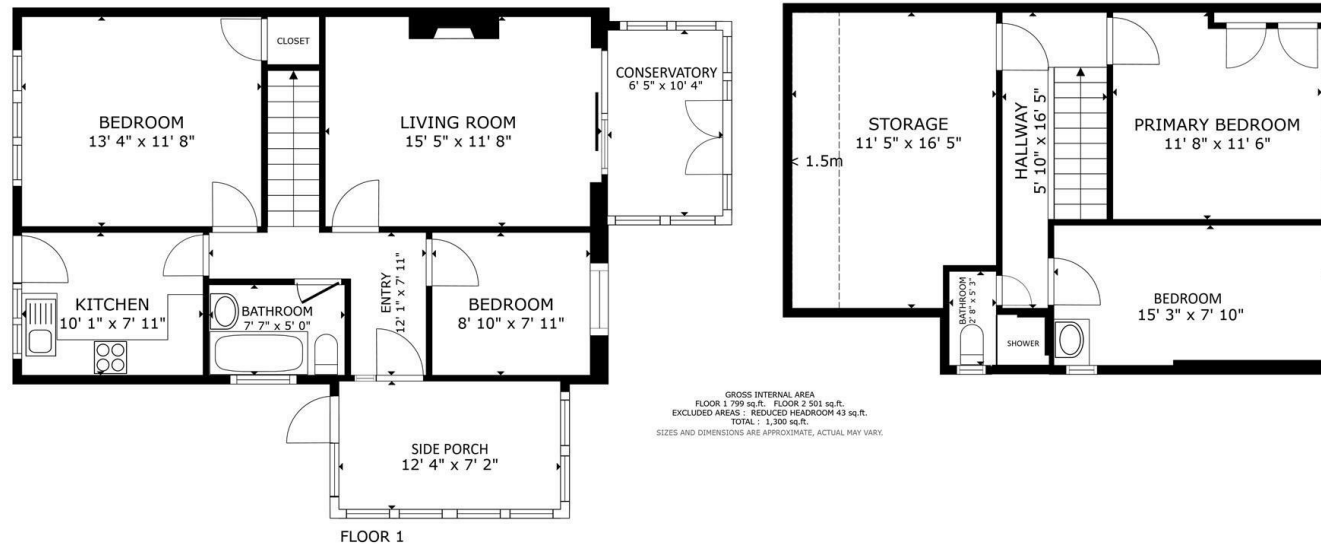 BEDROOM
13' 4" x 11' 8"
CLOSET
LIVING ROOM
15' 5" x 11' 8"
CONSERVATORY
6' 5" x 10' 4"
KITCHEN
10' 1" x 7' 11"
BATHROOM
7' 7" x 5' 0"
ENTRY
12' 1" x 7' 11"
BEDROOM
8' 10" x 7' 11"
SIDE PORCH
12' 4" x 7' 2"
FLOOR 1
STORAGE
11' 5" x 16' 5"
< 1.5m
HALLWAY
5' 10" x 16' 5"
PRIMARY BEDROOM
11' 8" x 11' 6"
BATHROOM
2' 8" x 5' 3"
SHOWER
BEDROOM
15' 3" x 7' 10"
GROSS INTERNAL AREA
FLOOR 1 799 sq.ft. FLOOR 2 501 sq.ft.
EXCLUDED AREAS : REDUCED HEADROOM 43 sq.ft.
TOTAL : 1,300 sq.ft.
SIZES AND DIMENSIONS ARE APPROXIMATE, ACTUAL MAY VARY.